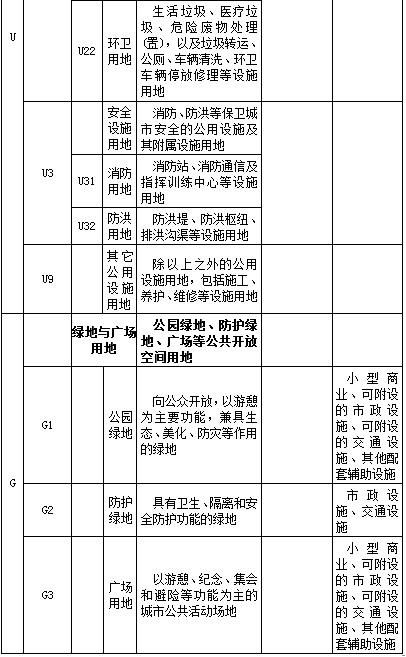 U
U22
环卫
用地
生活垃圾、医疗垃
圾、危险废物处理
(置),以及垃圾转运、
公厕、车辆清洗、环卫
车辆停放修理等设施
用地
U3
安全
设施
用地
消防、防洪等保卫城
市安全的公用设施及
其附属设施用地
U31
消防
用地
消防站、消防通信及
指挥训练中心等设施
用地
U32
防洪
用地
防洪堤、防洪枢纽、
排洪沟渠等设施用地
U9
其它
公用
设施
用地
除以上之外的公用
设施用地,包括施工、
养护、维修等设施用地
G
绿地与广场
用地
公园绿地、防护绿
地、广场等公共开放
空间用地
G1
公园
绿地
向公众开放,以游憩
为主要功能,兼具生
态、美化、防灾等作用
的绿地
小型商
业、可附设
的市政设
施、可附设
的交通设
施、其他配
套辅助设施
G2
防护
绿地
具有卫生、隔离和安
全防护功能的绿地
市政设
施、交通设
施
G3
广场
用地
以游憩、纪念、集会
和避险等功能为主的
城市公共活动场地
小型商
业、可附设
的市政设
施、可附设
的交通设
施、其他配
套辅助设施